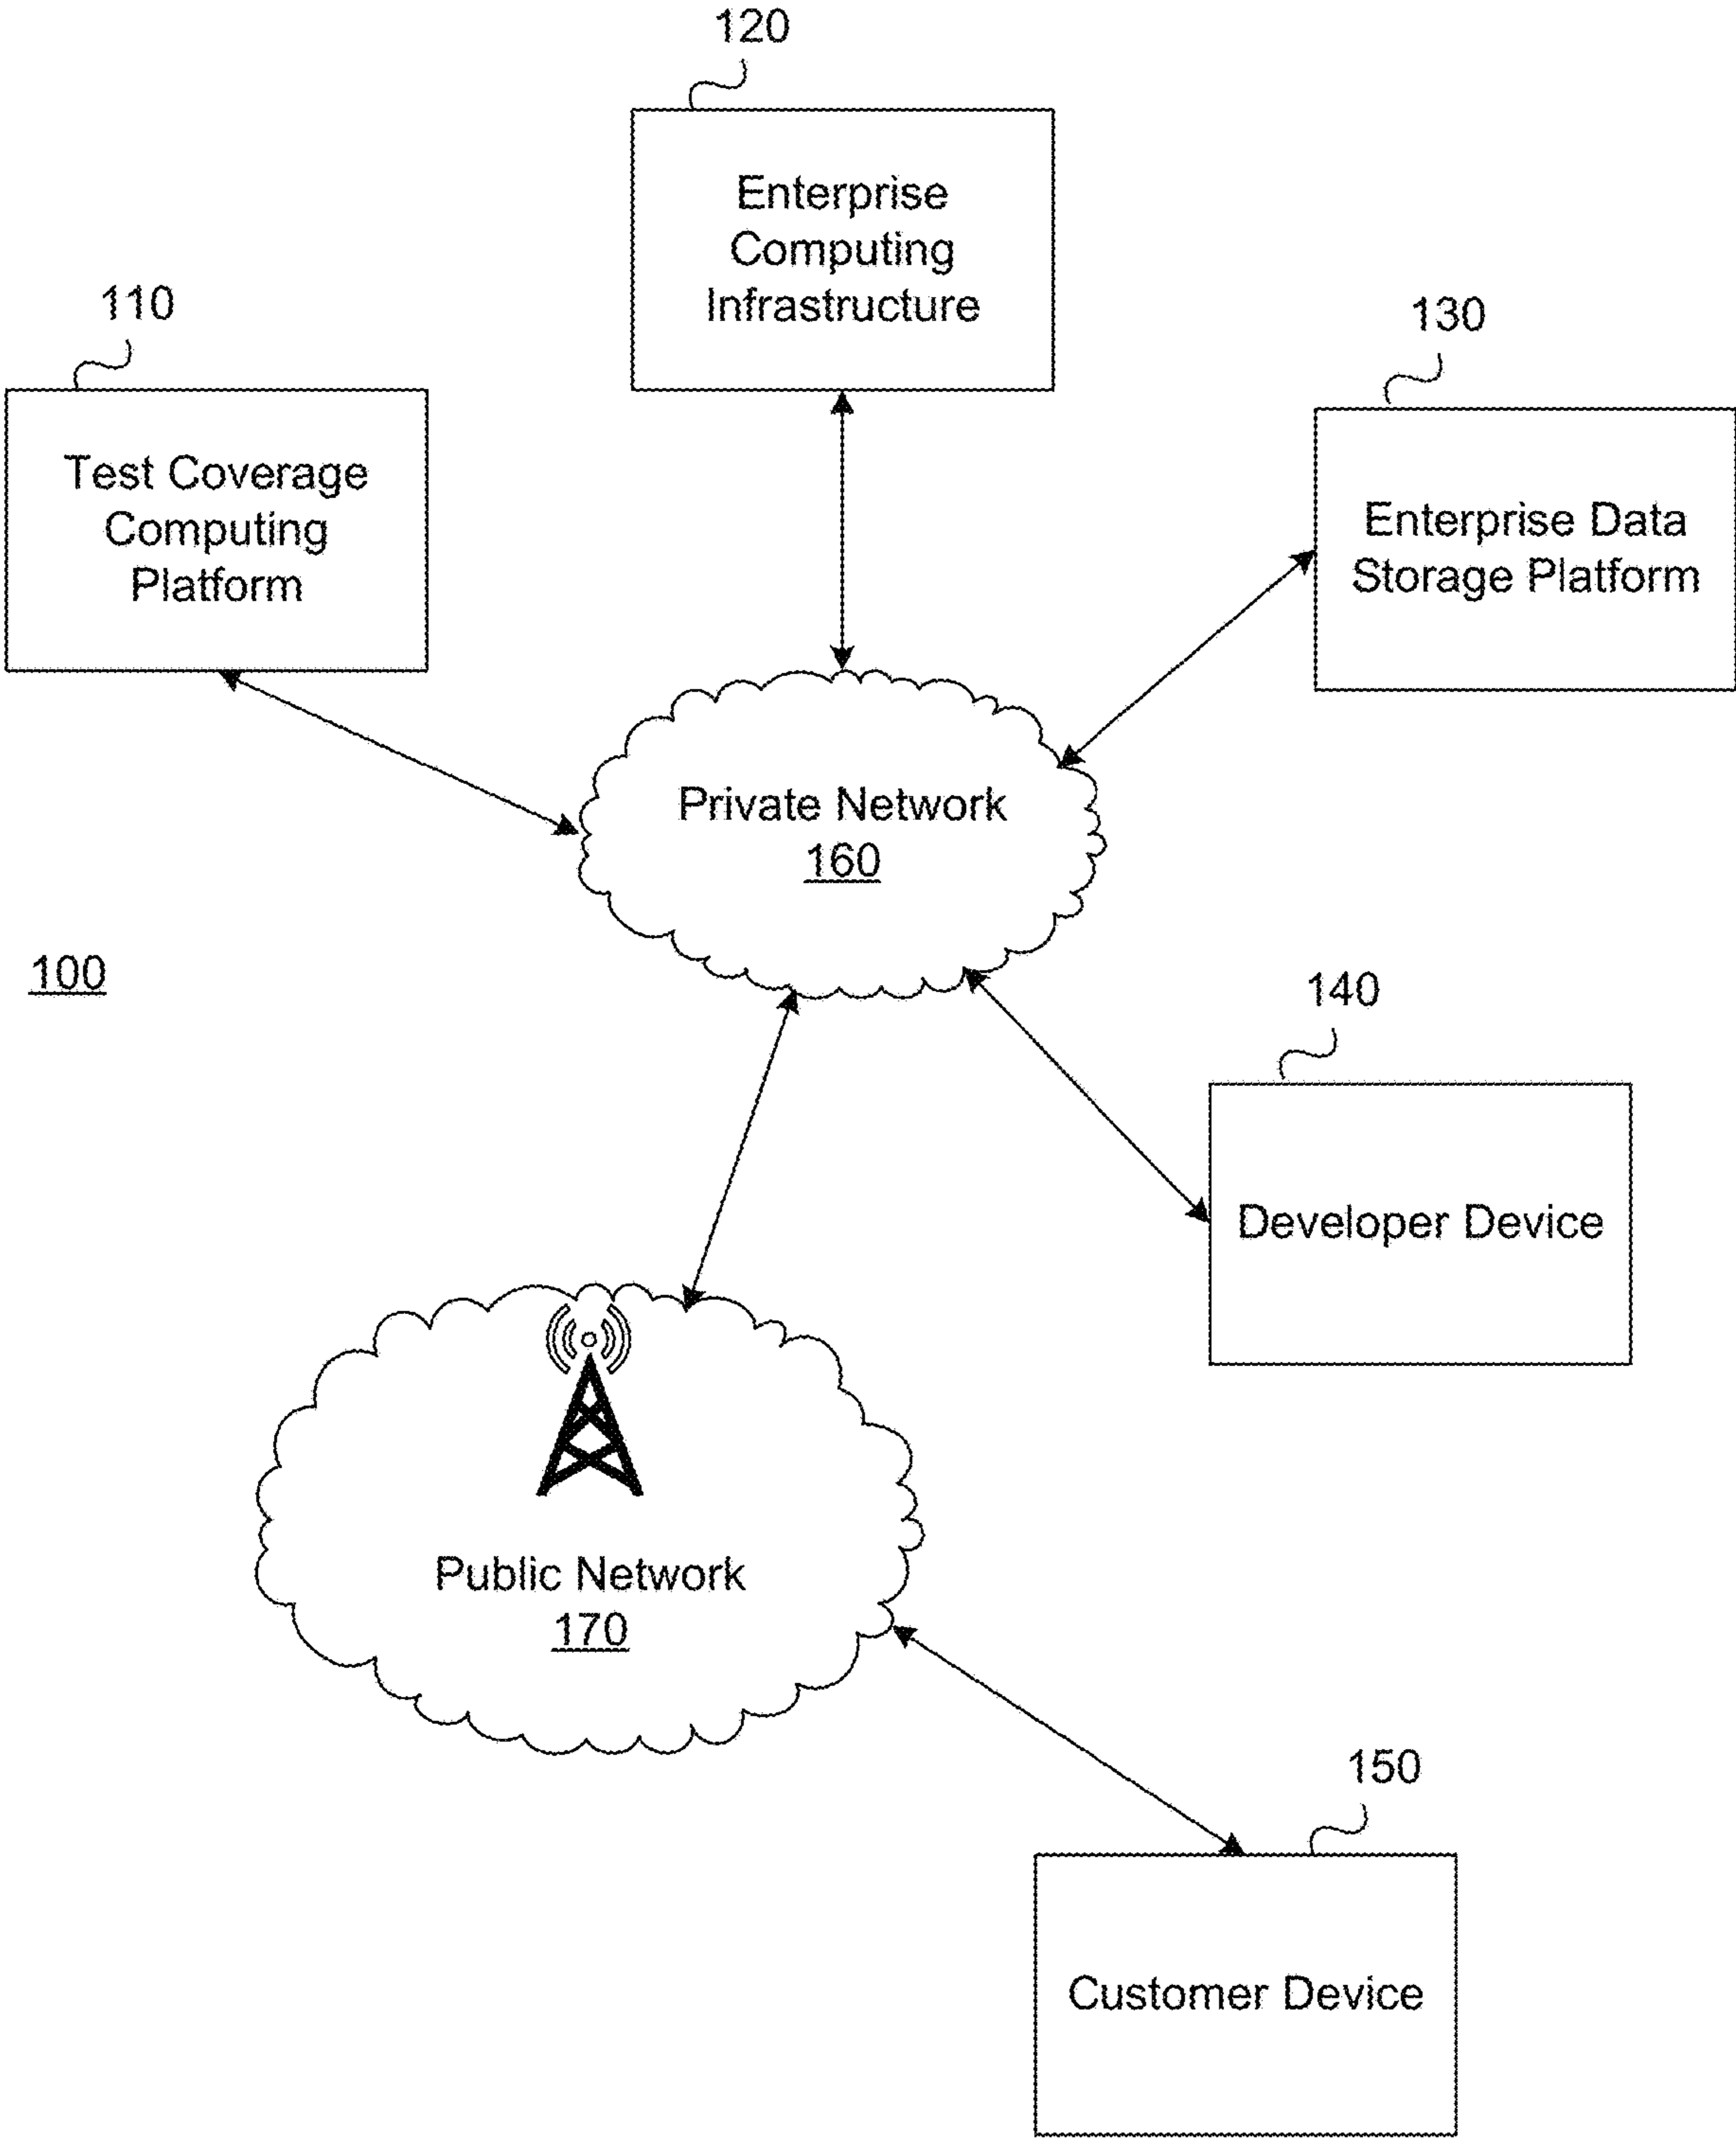 120
Enterprise
Computing
Infrastructure
110
Test Coverage
Computing
Platform
130
Enterprise Data
Storage Platform
Private Network
160
100
140
Developer Device
Public Network
170
150
Customer Device